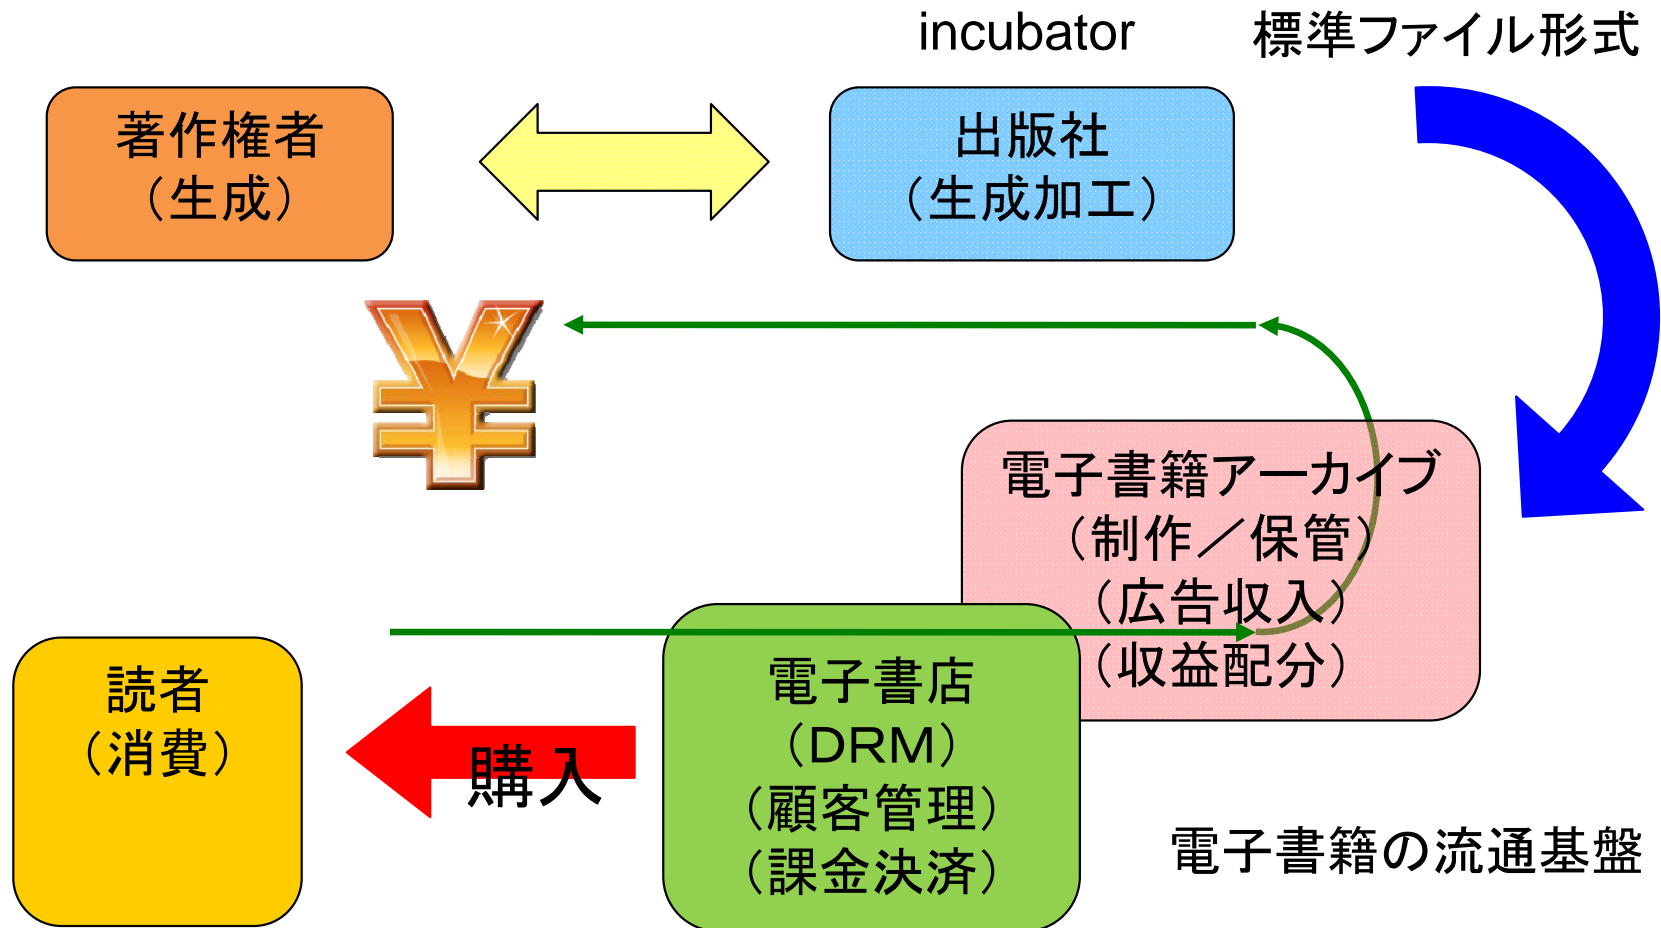 incubator
標準ファイル形式
著作権者
（生成）
出版社
（生成加工）
¥
電子書籍アーカイブ
（制作／保管）
（広告収入）
（収益配分）
読者
（消費）
購入
電子書店
（ＤＲＭ）
（顧客管理）
（課金決済）
電子書籍の流通基盤